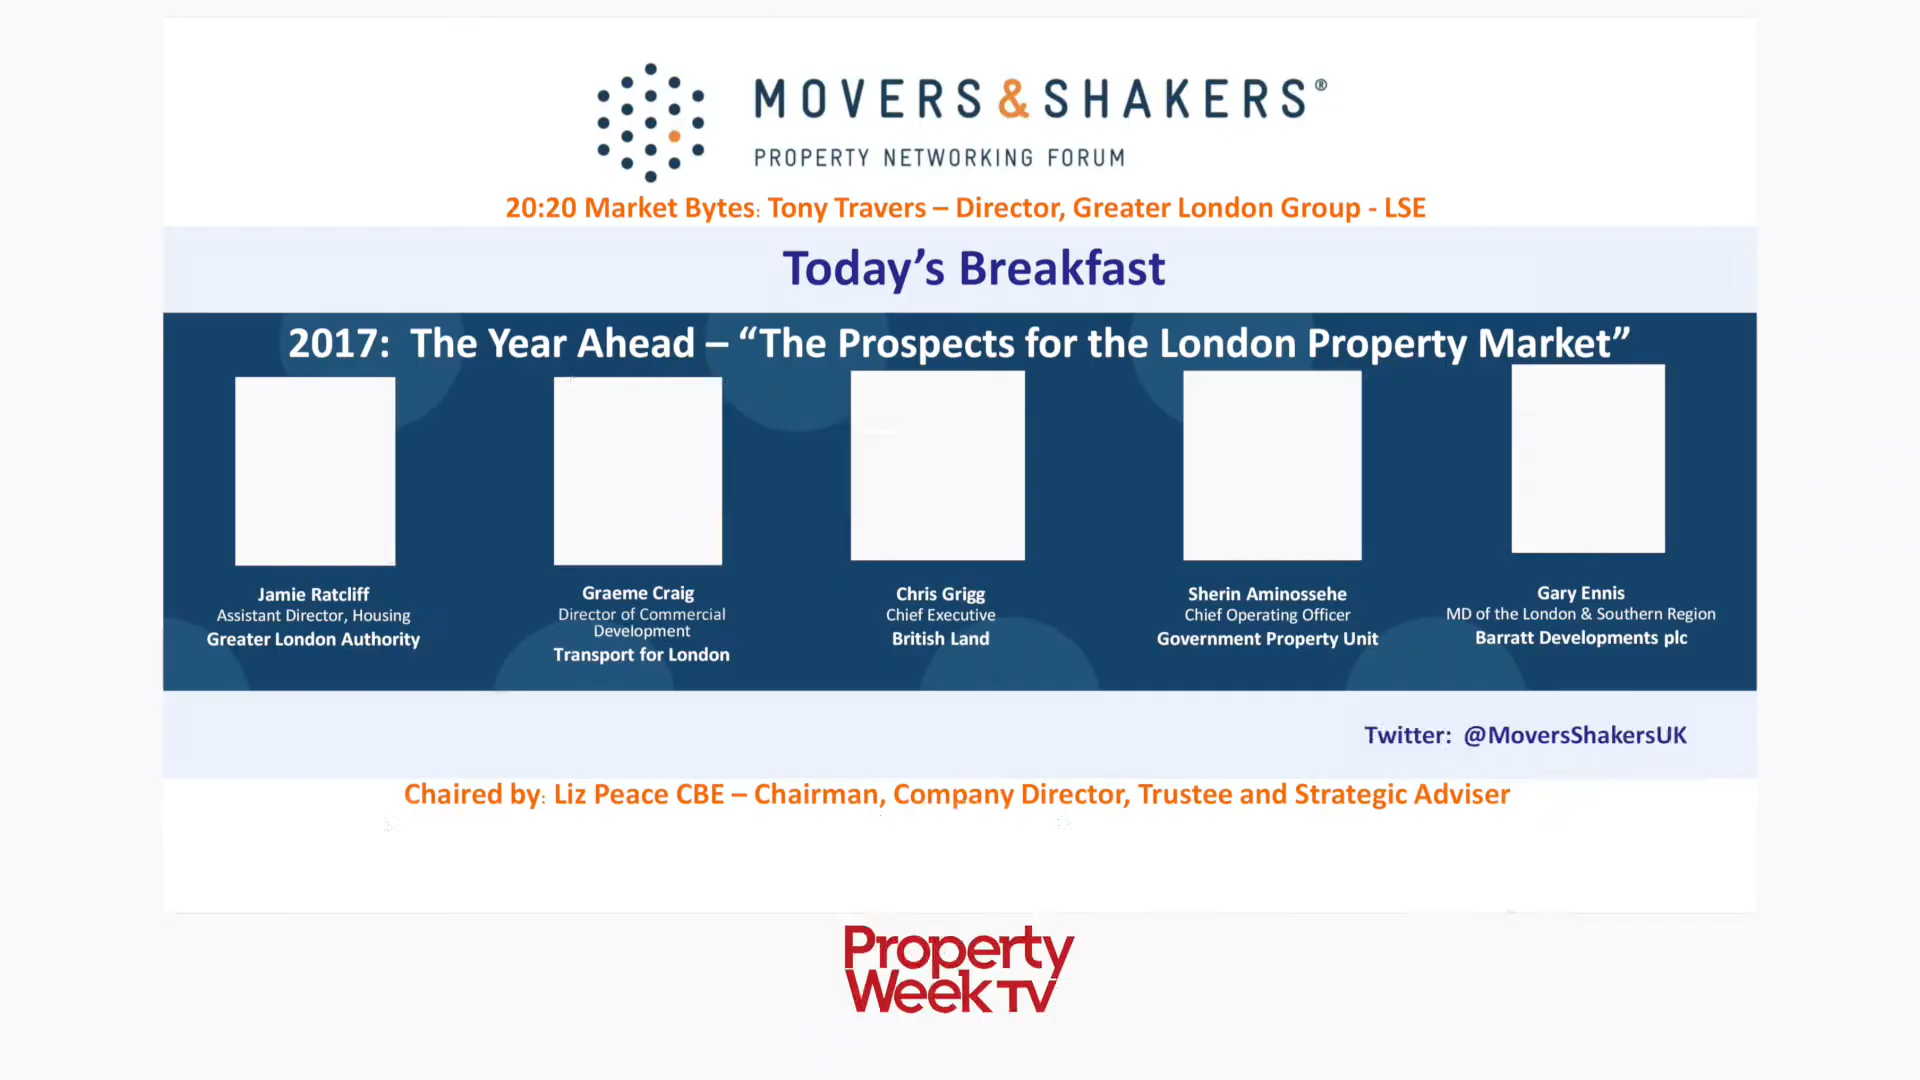 MOVERS&SHAKERS®
PROPERTY NETWORKING FORUM
20:20 Market Bytes: Tony Travers – Director, Greater London Group - LSE
Today’s Breakfast
2017:  The Year Ahead – “The Prospects for the London Property Market”
Jamie Ratcliff
Assistant Director, Housing
Greater London Authority
Graeme Craig
Director of Commercial
Development
Transport for London
Chris Grigg
Chief Executive
British Land
Sherin Aminossehe
Chief Operating Officer
Government Property Unit
Gary Ennis
MD of the London & Southern Region
Barratt Developments plc
Twitter:  @MoversShakersUK
Chaired by: Liz Peace CBE – Chairman, Company Director, Trustee and Strategic Adviser
Property
Week TV